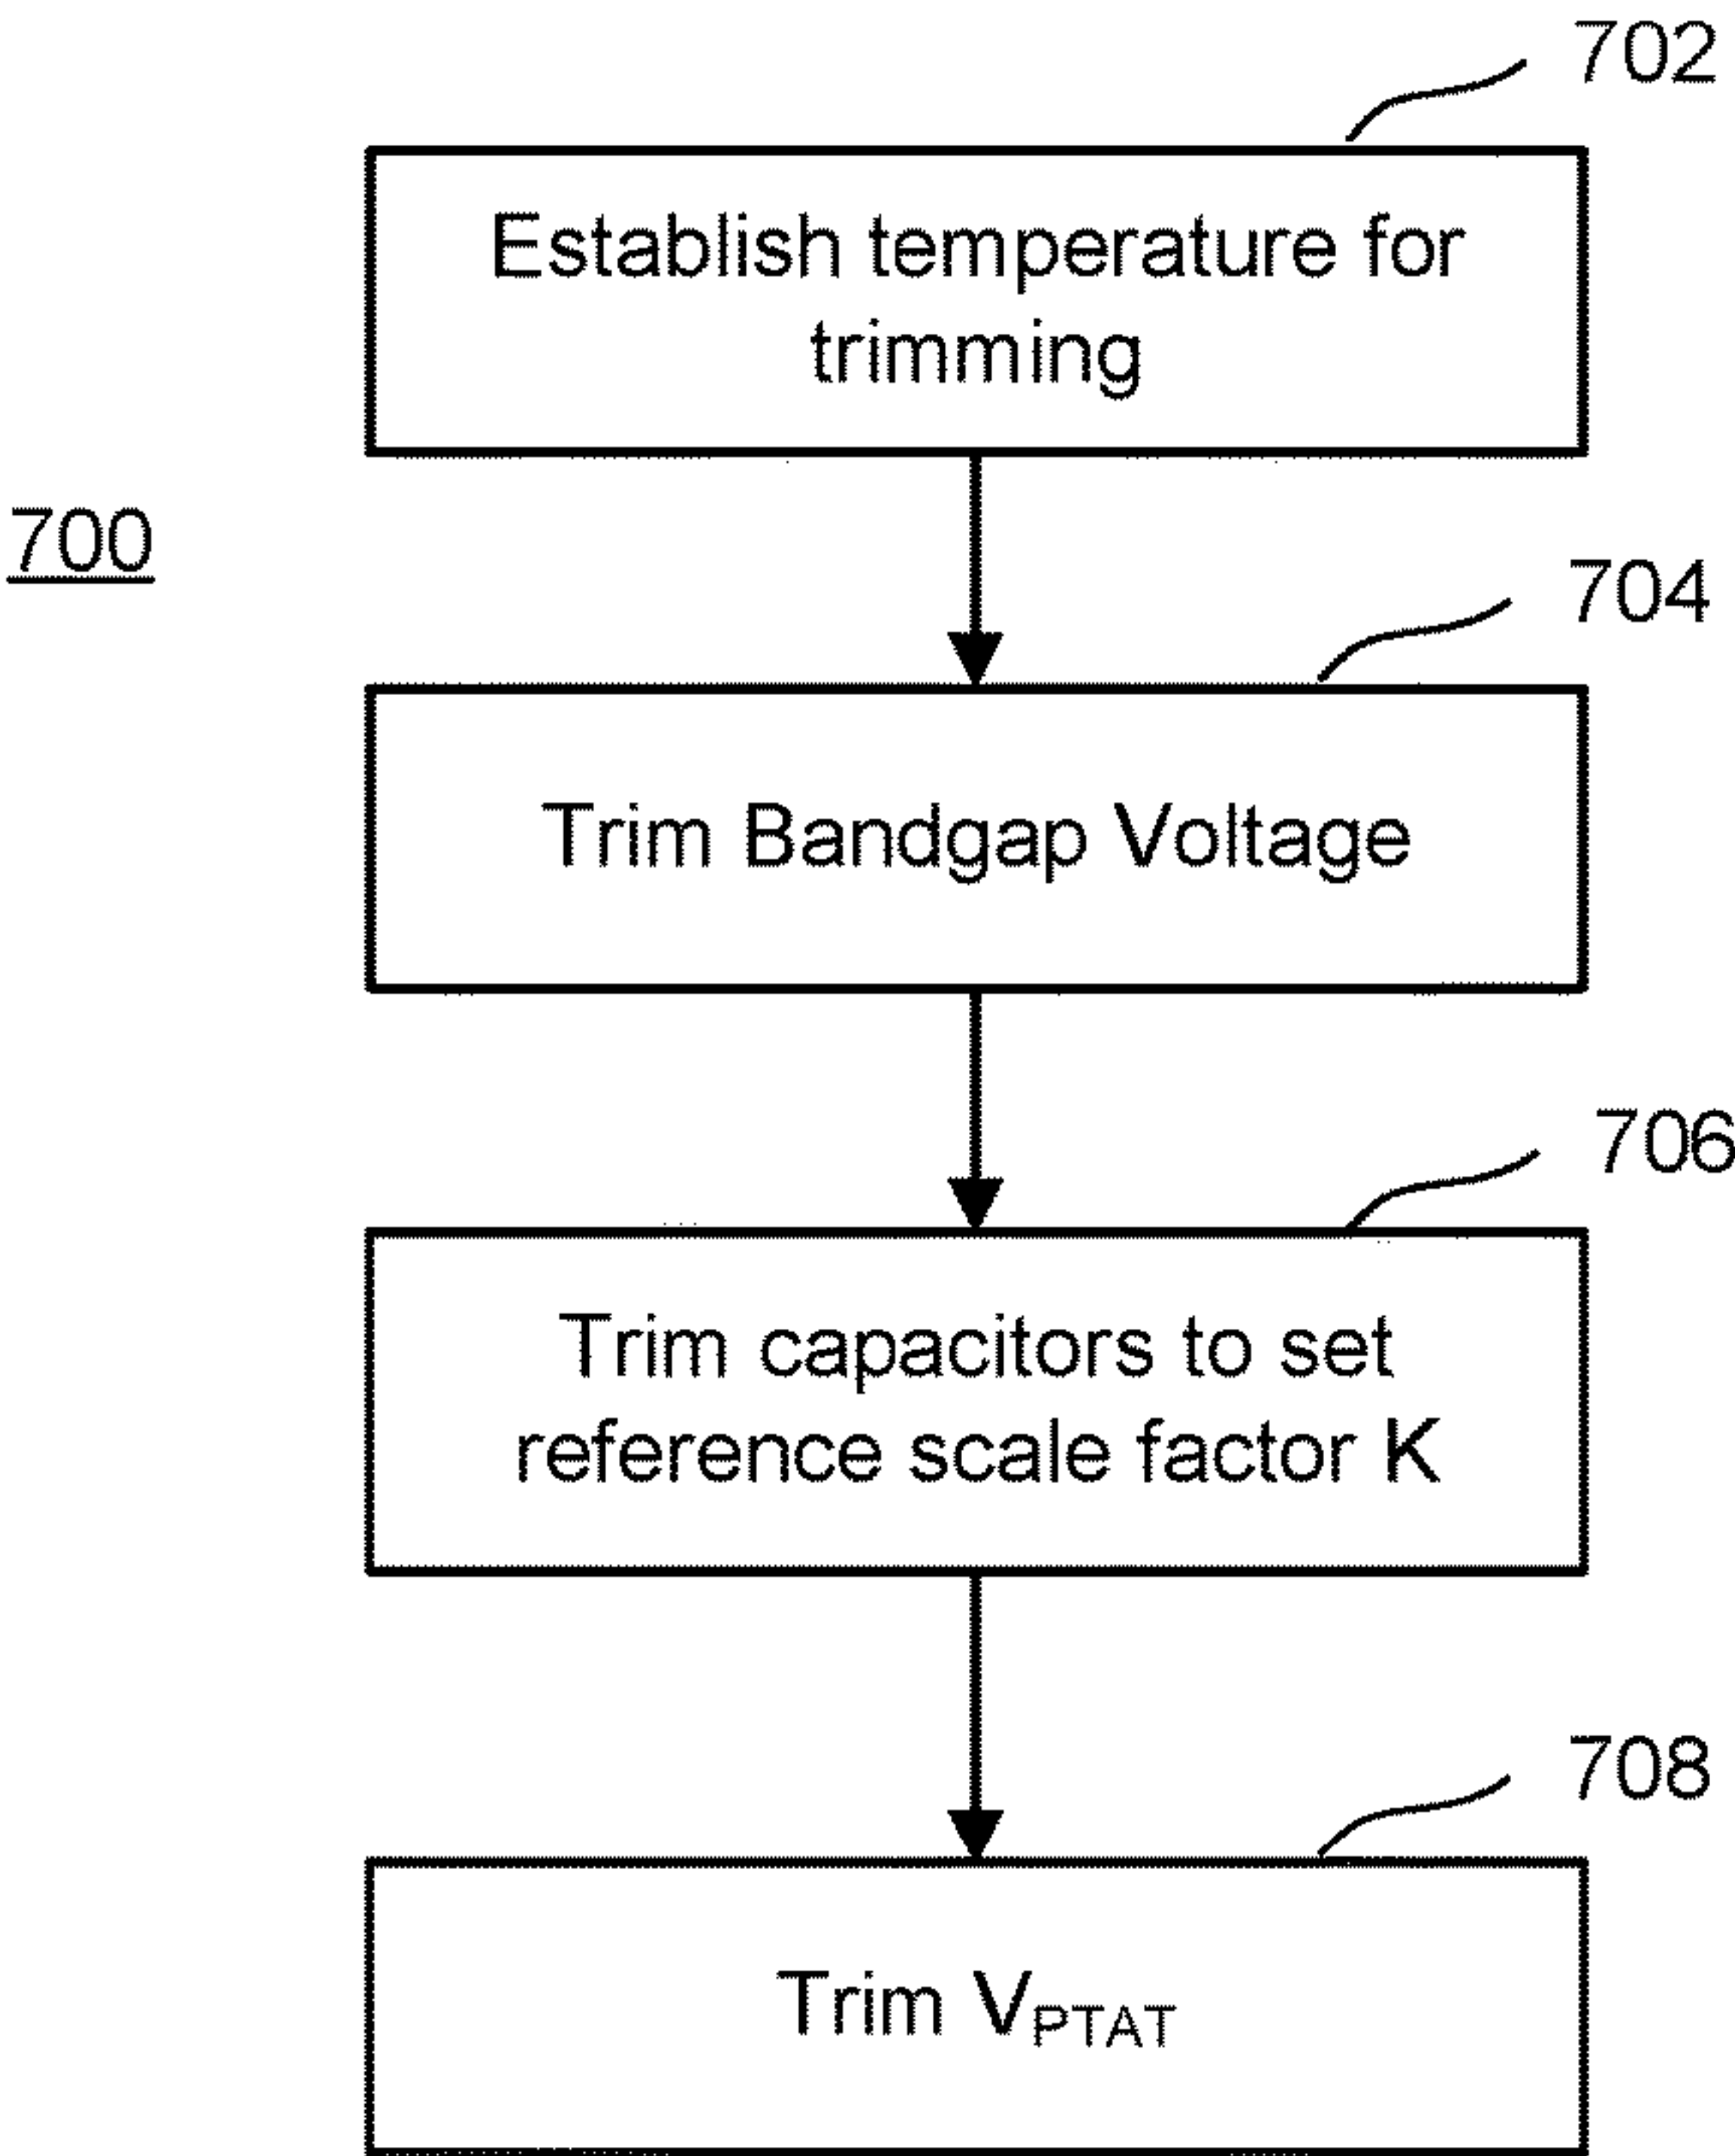 702
Establish temperature for
trimming
700
704
Trim Bandgap Voltage
706
Trim capacitors to set
reference scale factor K
708
Trim VPTAT